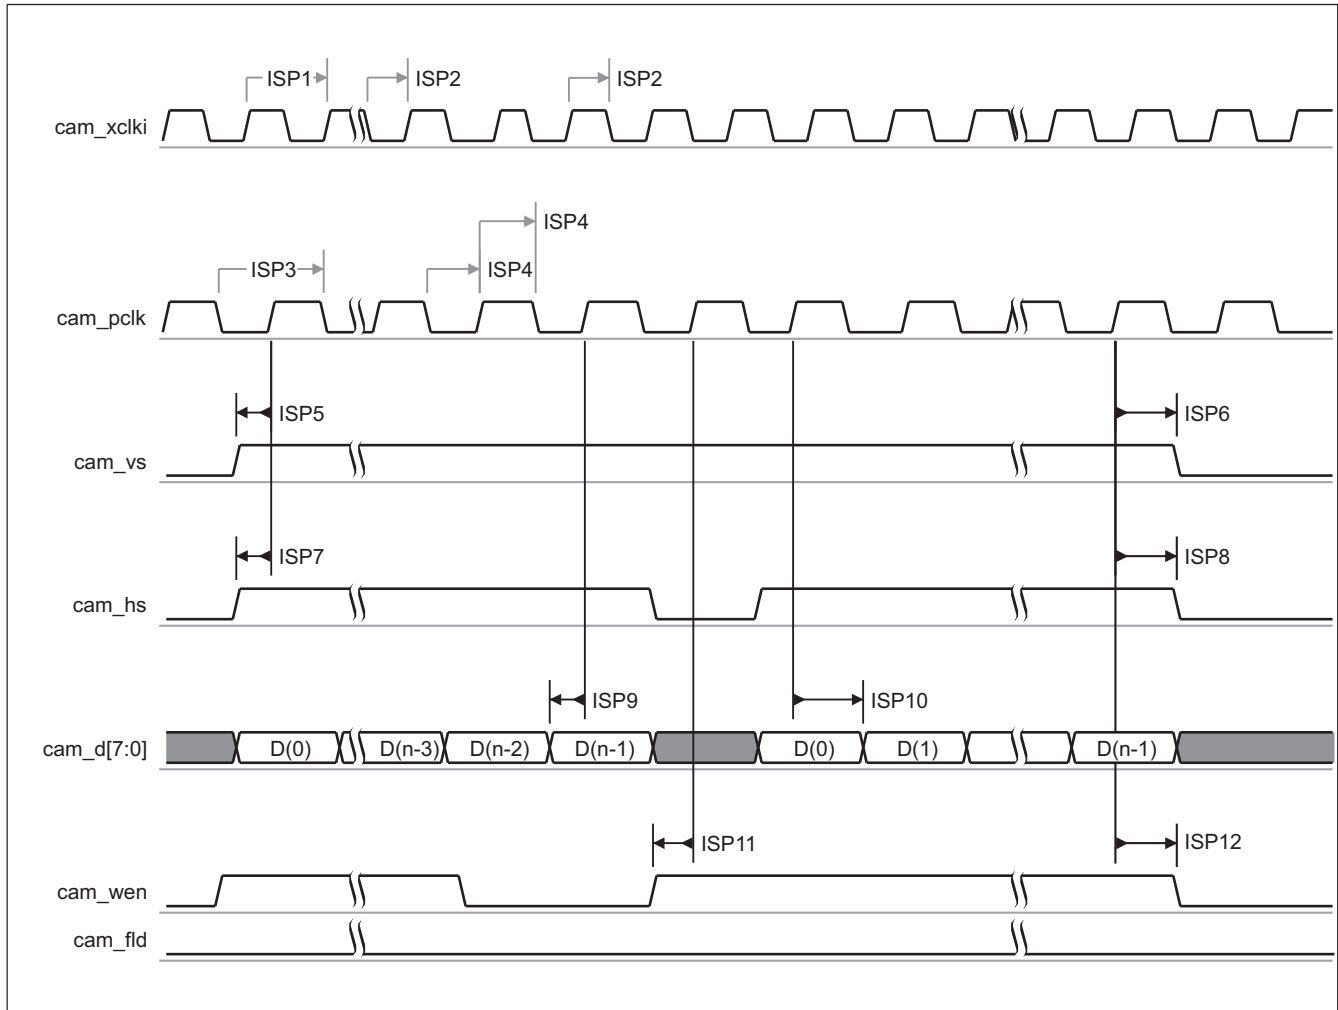 ISP1
ISP2
ISP2
cam_xclki
ISP4
ISP3
ISP4
cam_pclk
ISP5
ISP6
cam_vs
ISP7
ISP8
cam_hs
ISP9
ISP10
cam_d[7:0]
D(0)
D(n-3)
D(n-2)
D(n-1)
D(0)
D(1)
D(n-1)
ISP11
ISP12
cam_wen
cam_fld